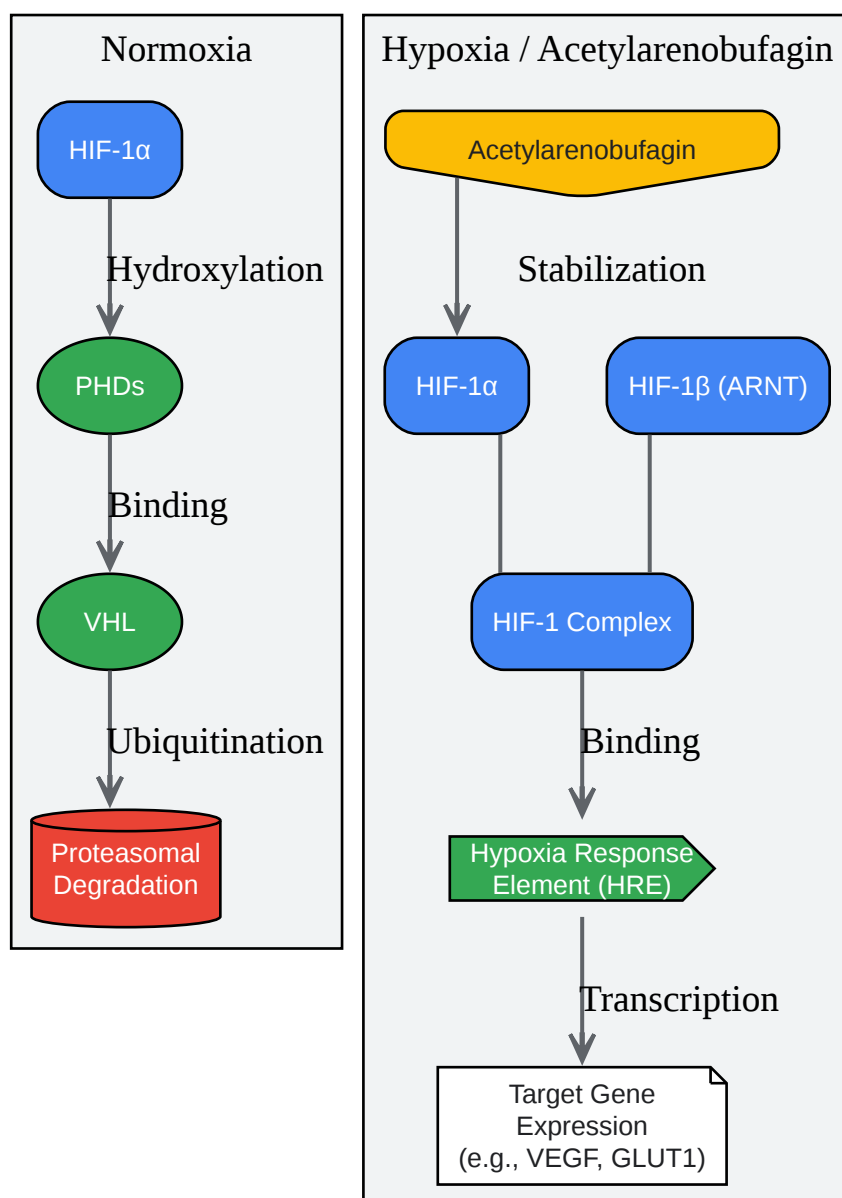 Normoxia
HIF-1α
Hydroxylation
PHDs
Binding
VHL
Ubiquitination
Proteasomal
Degradation
Hypoxia / Acetylarenobufagin
Acetylarenobufagin
Stabilization
HIF-1α
HIF-1β (ARNT)
HIF-1 Complex
Binding
Hypoxia Response
Element (HRE)
Transcription
Target Gene
Expression
(e.g., VEGF, GLUT1)